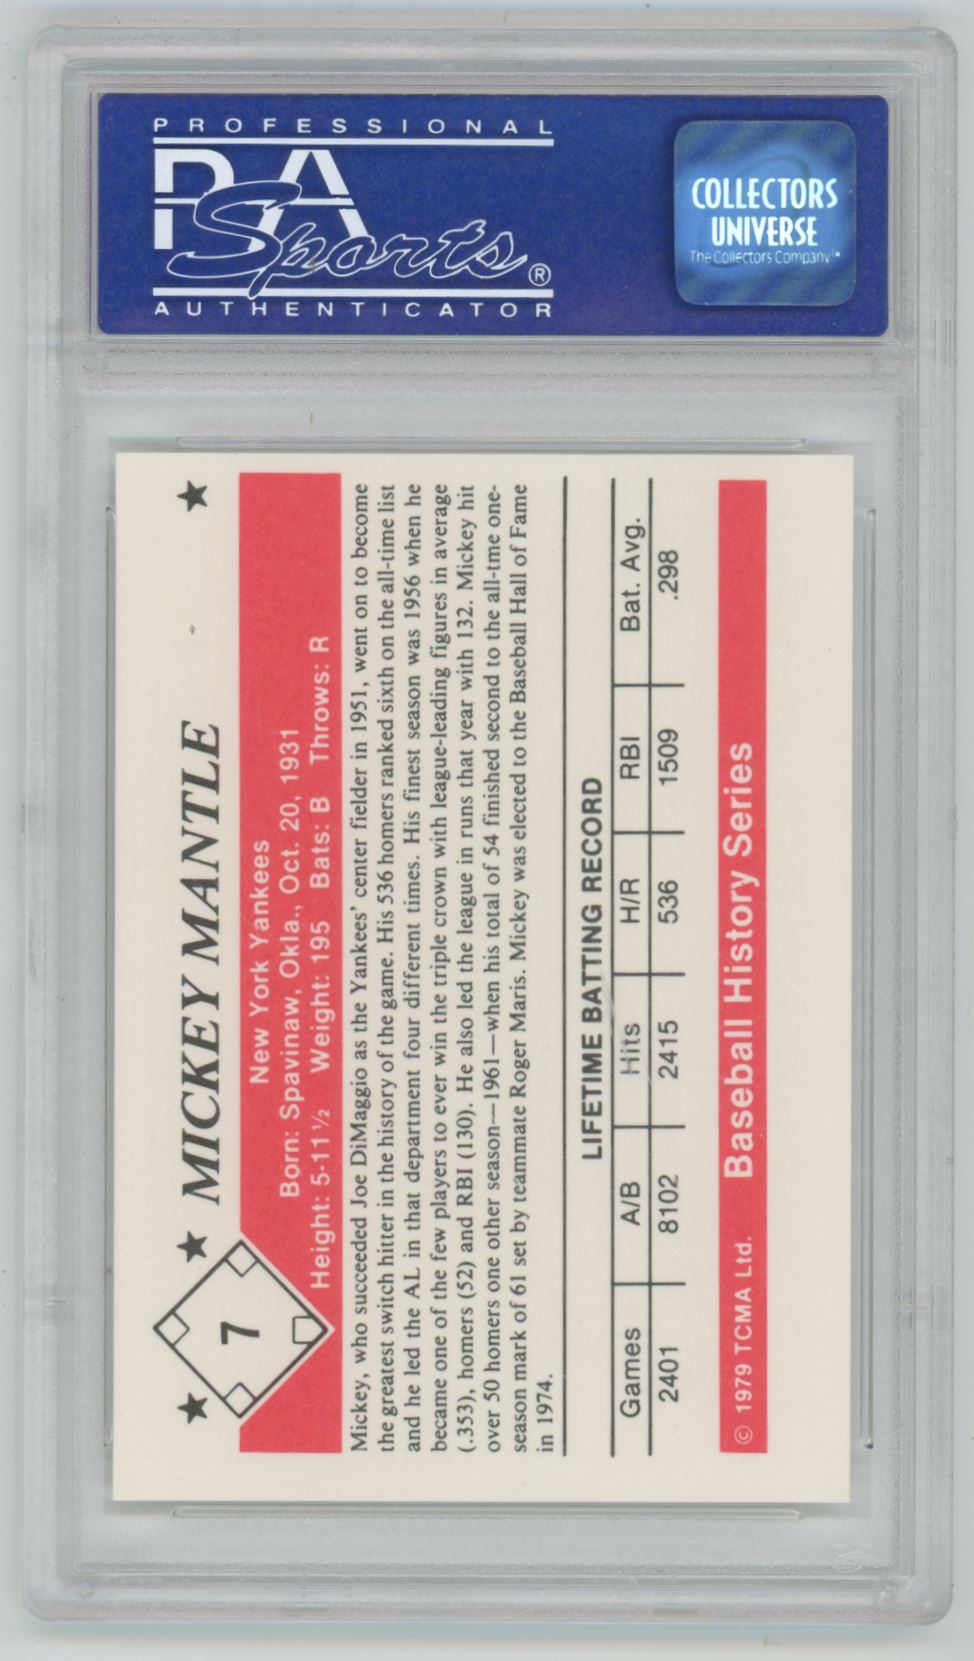 PROFESSIONAL
PSA
Sports®
AUTHENTICATOR
COLLECTORS
UNIVERSE
The Collectors Company™
★ 7 ★ MICKEY MANTLE ★
New York Yankees
Born: Spavinaw, Okla., Oct. 20, 1931
Height: 5-11½ Weight: 195 Bats: B Throws: R
Mickey, who succeeded Joe DiMaggio as the Yankees' center fielder in 1951, went on to become
the greatest switch hitter in the history of the game. His 536 homers ranked sixth on the all-time list
and he led the AL in that department four different times. His finest season was 1956 when he
became one of the few players to ever win the triple crown with league-leading figures in average
(.353), homers (52) and RBI (130). He also led the league in runs that year with 132. Mickey hit
over 50 homers one other season—1961—when his total of 54 finished second to the all-tme one-
season mark of 61 set by teammate Roger Maris. Mickey was elected to the Baseball Hall of Fame
in 1974.
LIFETIME BATTING RECORD
Games A/B Hits H/R RBI Bat. Avg.
2401 8102 2415 536 1509 .298
© 1979 TCMA Ltd. Baseball History Series